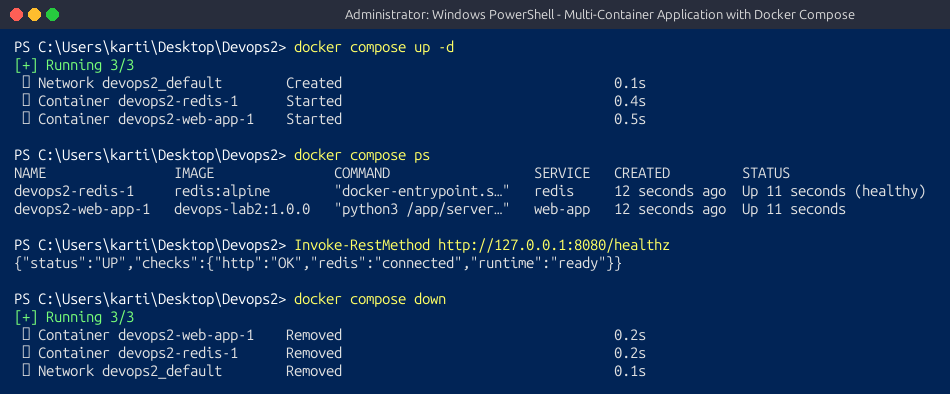 Administrator: Windows PowerShell - Multi-Container Application with Docker Compose
PS C:\Users\karti\Desktop\Devops2> docker compose up -d
[+] Running 3/3
Network devops2_default Created 0.1s
Container devops2-redis-1 Started 0.4s
Container devops2-web-app-1 Started 0.5s
PS C:\Users\karti\Desktop\Devops2> docker compose ps
NAME IMAGE COMMAND SERVICE CREATED STATUS
devops2-redis-1 redis:alpine "docker-entrypoint.s…" redis 12 seconds ago Up 11 seconds (healthy)
devops2-web-app-1 devops-lab2:1.0.0 "python3 /app/server…" web-app 12 seconds ago Up 11 seconds
PS C:\Users\karti\Desktop\Devops2> Invoke-RestMethod http://127.0.0.1:8080/healthz
{"status":"UP","checks":{"http":"OK","redis":"connected","runtime":"ready"}}
PS C:\Users\karti\Desktop\Devops2> docker compose down
[+] Running 3/3
Container devops2-web-app-1 Removed 0.2s
Container devops2-redis-1 Removed 0.2s
Network devops2_default Removed 0.1s